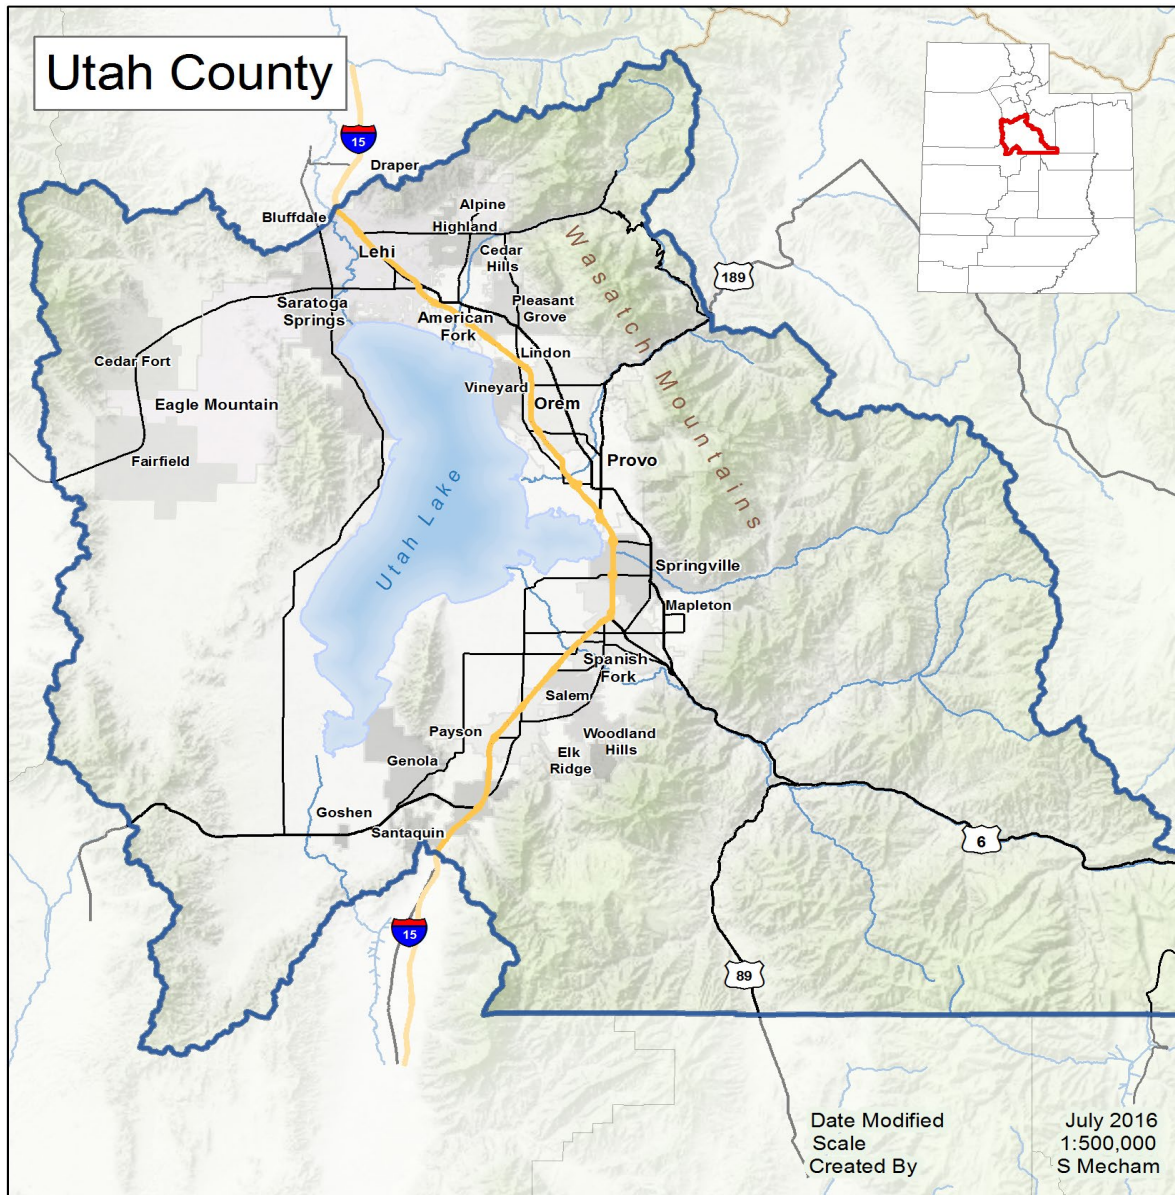 Utah County
15
Draper
Alpine
Bluffdale
Highland
Lehi
Cedar
Hills
189
Saratoga
Springs
Pleasant
Grove
American
Fork
Wasatch Mountains
Lindon
Cedar Fort
Vineyard
Eagle Mountain
Orem
Fairfield
Provo
Utah Lake
Springville
Mapleton
Spanish
Fork
Salem
Payson
Woodland
Hills
Elk
Ridge
Genola
Goshen
Santaquin
6
15
89
Date Modified July 2016
Scale 1:500,000
Created By S Mecham